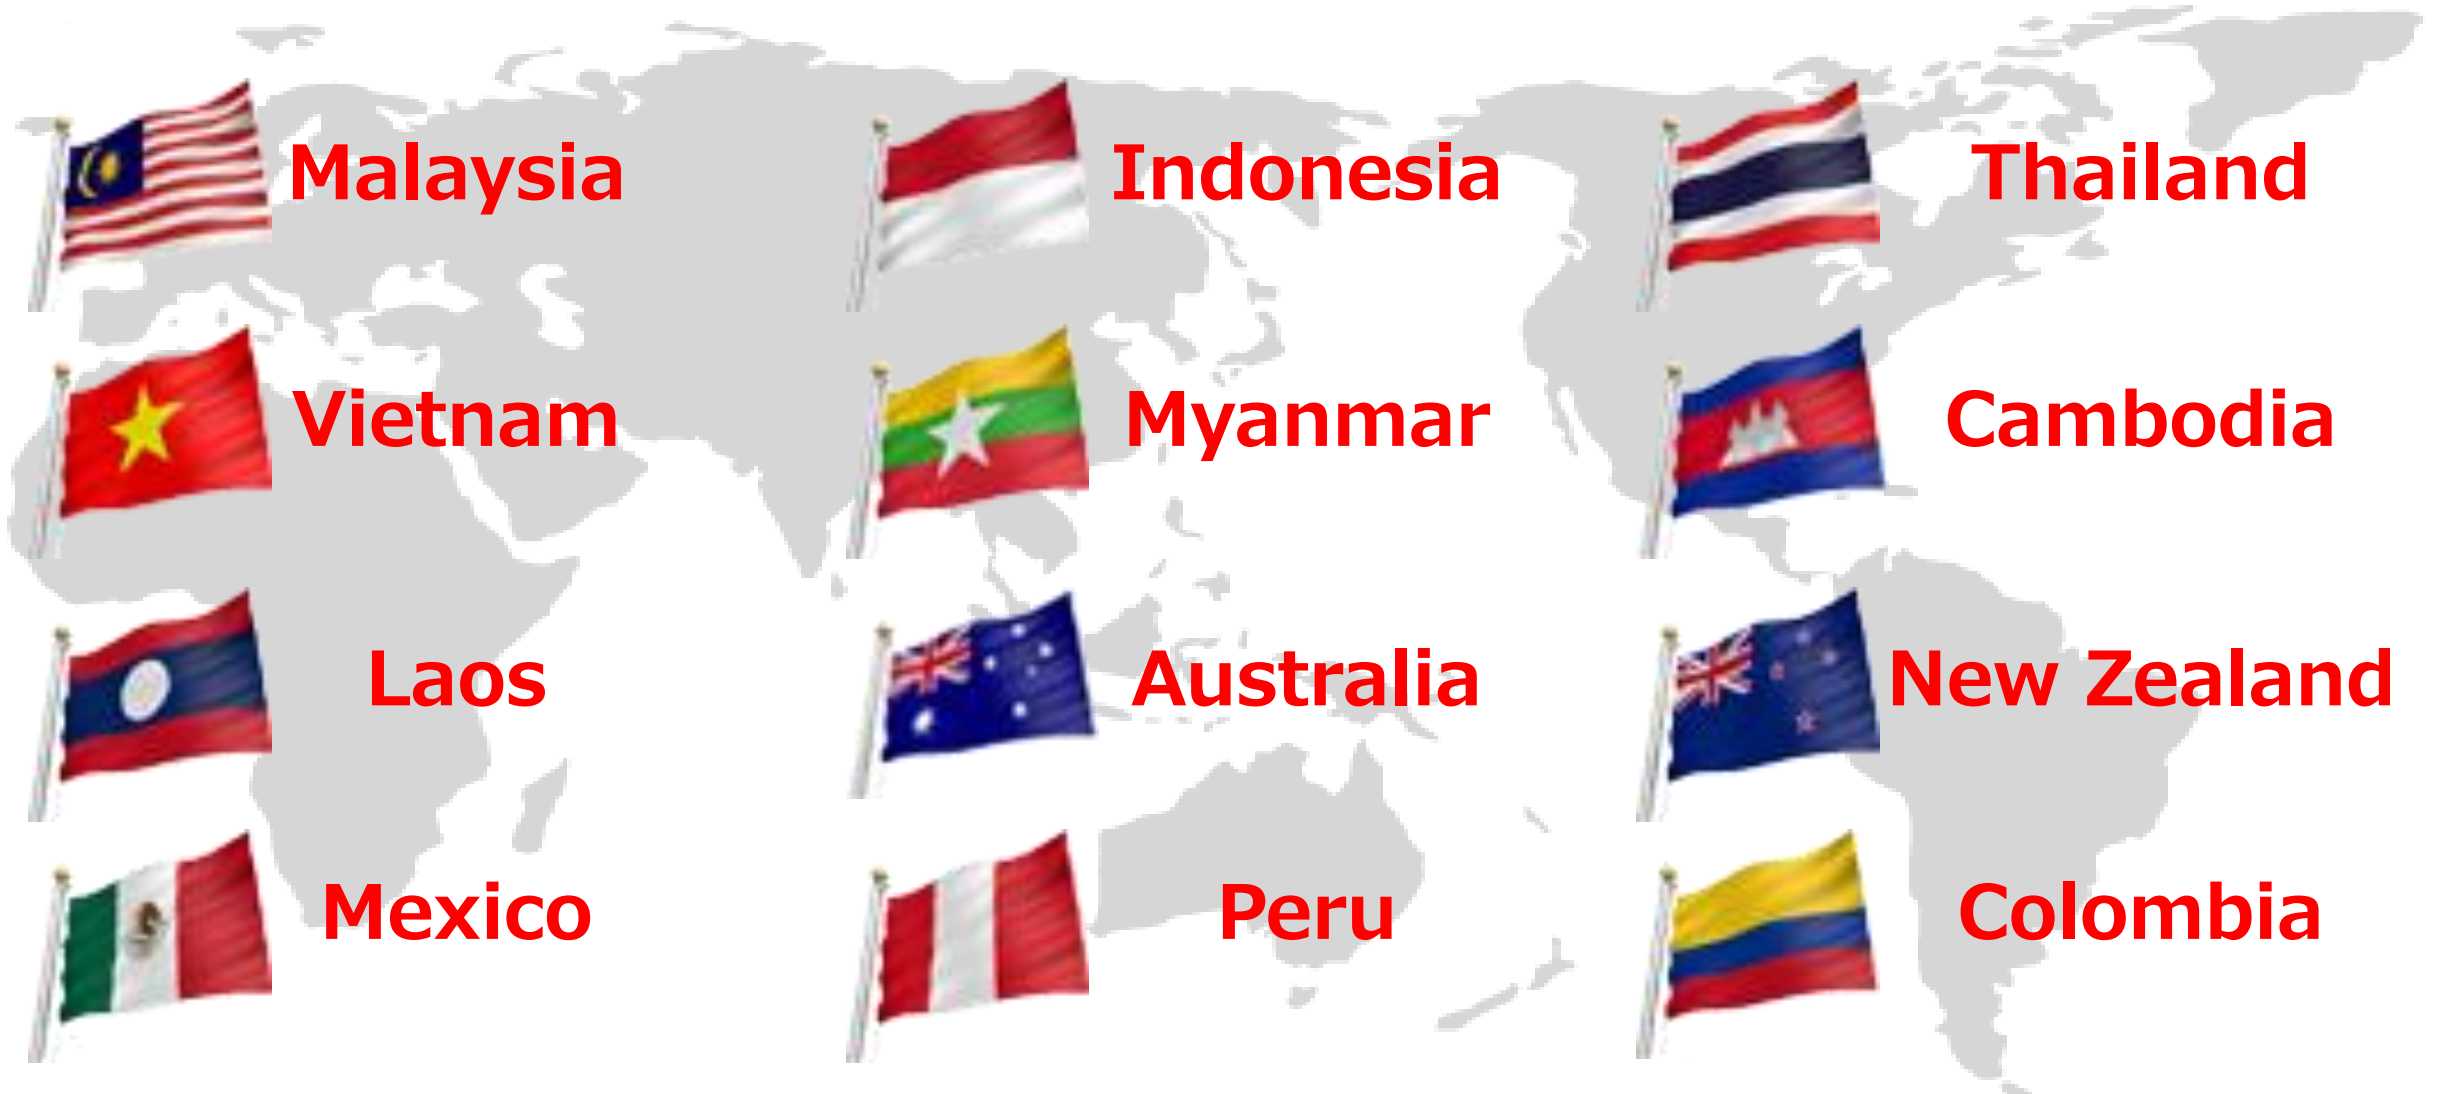 Malaysia
Indonesia
Thailand
Vietnam
Myanmar
Cambodia
Laos
Australia
New Zealand
Mexico
Peru
Colombia